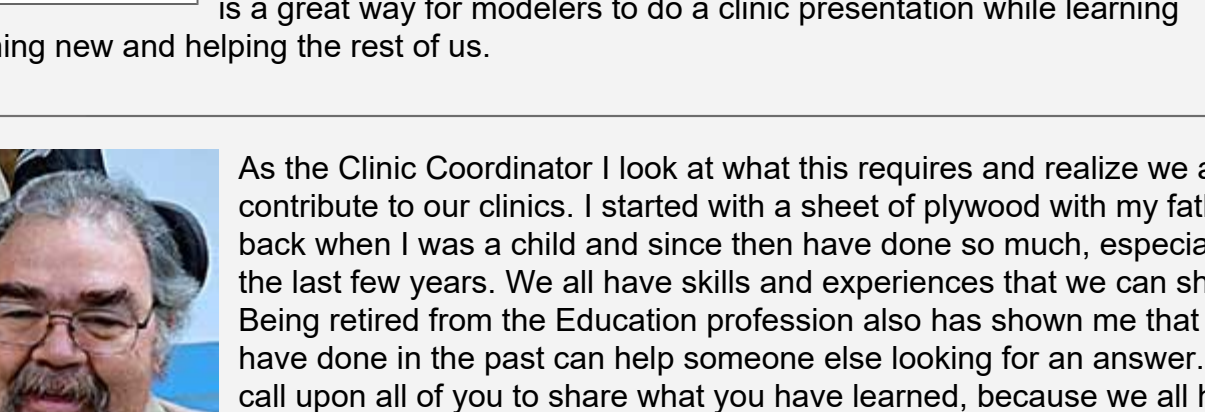 is a great way for modelers to do a clinic presentation while learning
new and helping the rest of us.
As the Clinic Coordinator I look at what this requires and realize we
contribute to our clinics. I started with a sheet of plywood with my
back when I was a child and since then have done so much,
the last few years. We all have skills and experiences that we can
Being retired from the Education profession also has shown me that
have done in the past can help someone else looking for an answer.
call upon all of you to share what you have learned, because we all